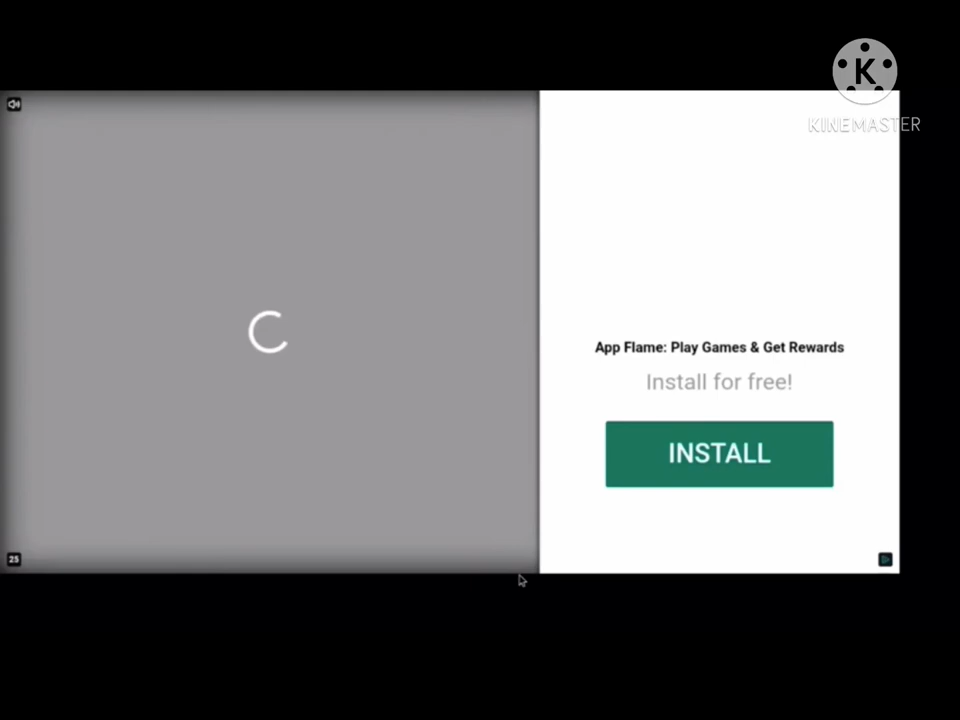 K
KINEMASTER
App Flame: Play Games & Get Rewards
Install for free!
INSTALL
25